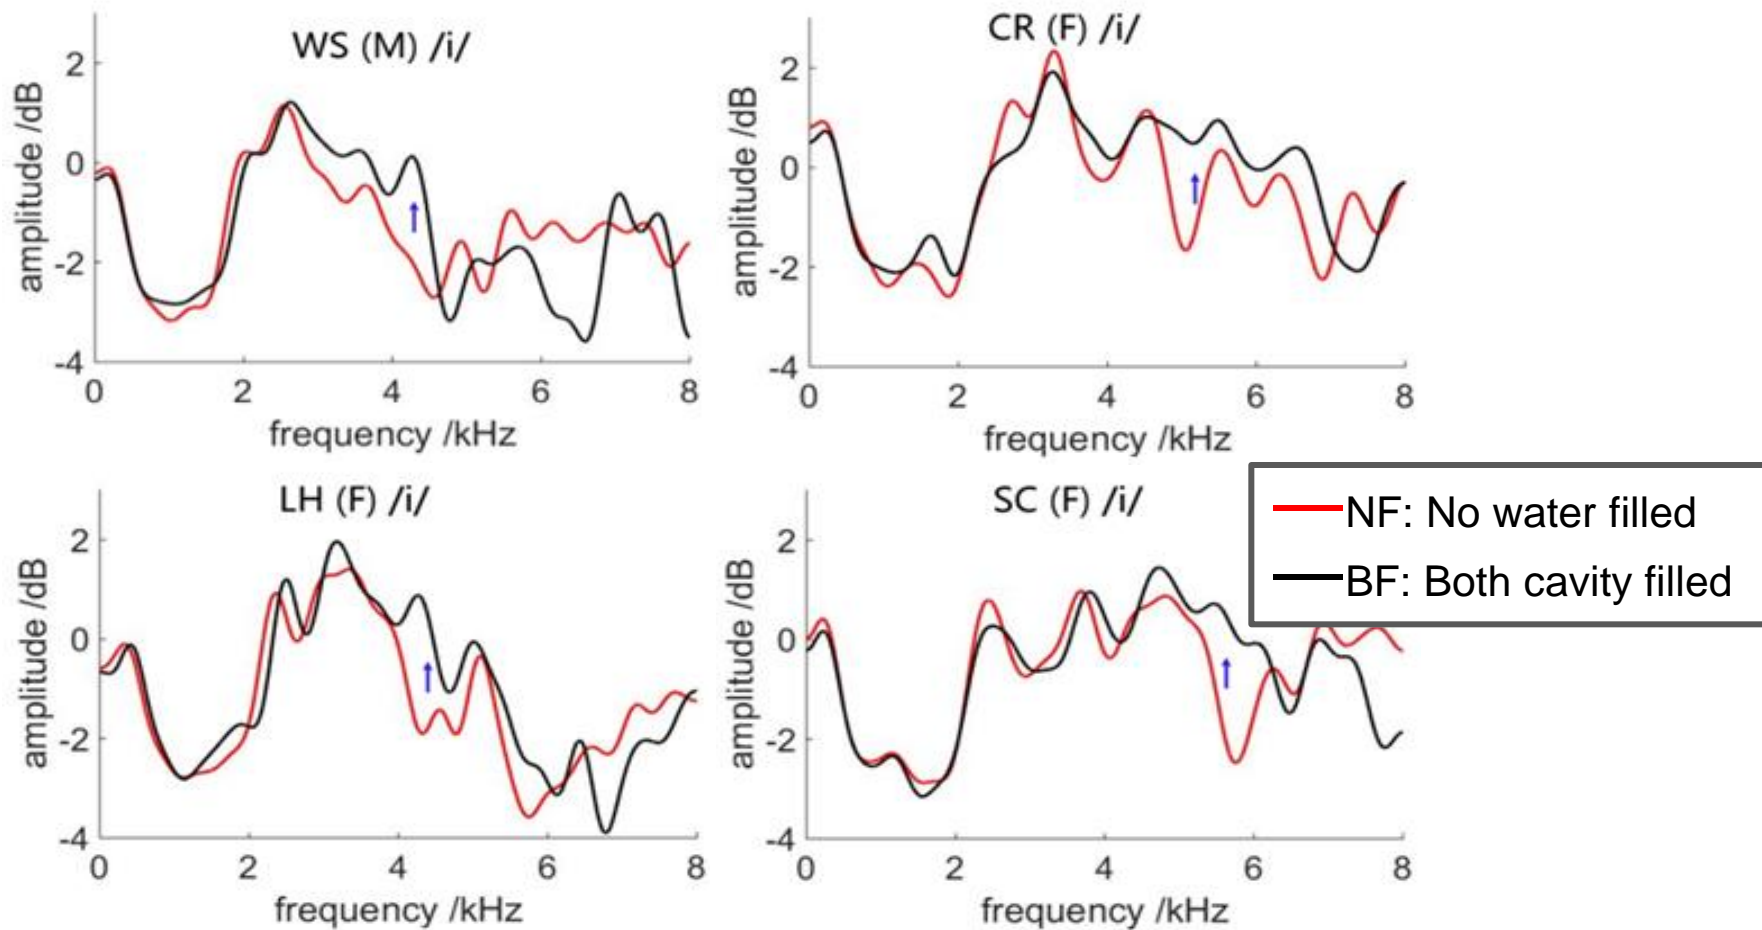 WS (M) /i/
amplitude /dB
2
0
-2
-4
0 2 4 6 8
frequency /kHz
CR (F) /i/
amplitude /dB
2
0
-2
-4
0 2 4 6 8
frequency /kHz
LH (F) /i/
amplitude /dB
2
0
-2
-4
0 2 4 6 8
frequency /kHz
SC (F) /i/
amplitude /dB
2
0
-2
-4
0 2 4 6 8
frequency /kHz
NF: No water filled
BF: Both cavity filled